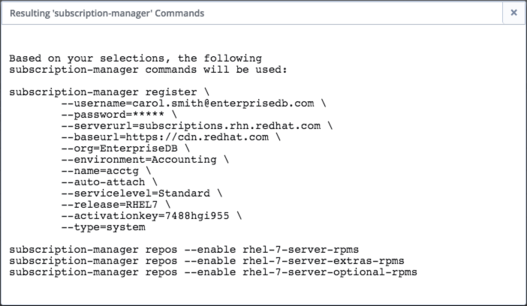 Resulting 'subscription-manager' Commands
×
Based on your selections, the following
subscription-manager commands will be used:
subscription-manager register \
--username=carol.smith@enterprisedb.com \
--password=***** \
--serverurl=subscriptions.rhn.redhat.com \
--baseurl=https://cdn.redhat.com \
--org=EnterpriseDB \
--environment=Accounting \
--name=acctg \
--auto-attach \
--servicelevel=Standard \
--release=RHEL7 \
--activationkey=7488hgi955 \
--type=system
subscription-manager repos --enable rhel-7-server-rpms
subscription-manager repos --enable rhel-7-server-extras-rpms
subscription-manager repos --enable rhel-7-server-optional-rpms